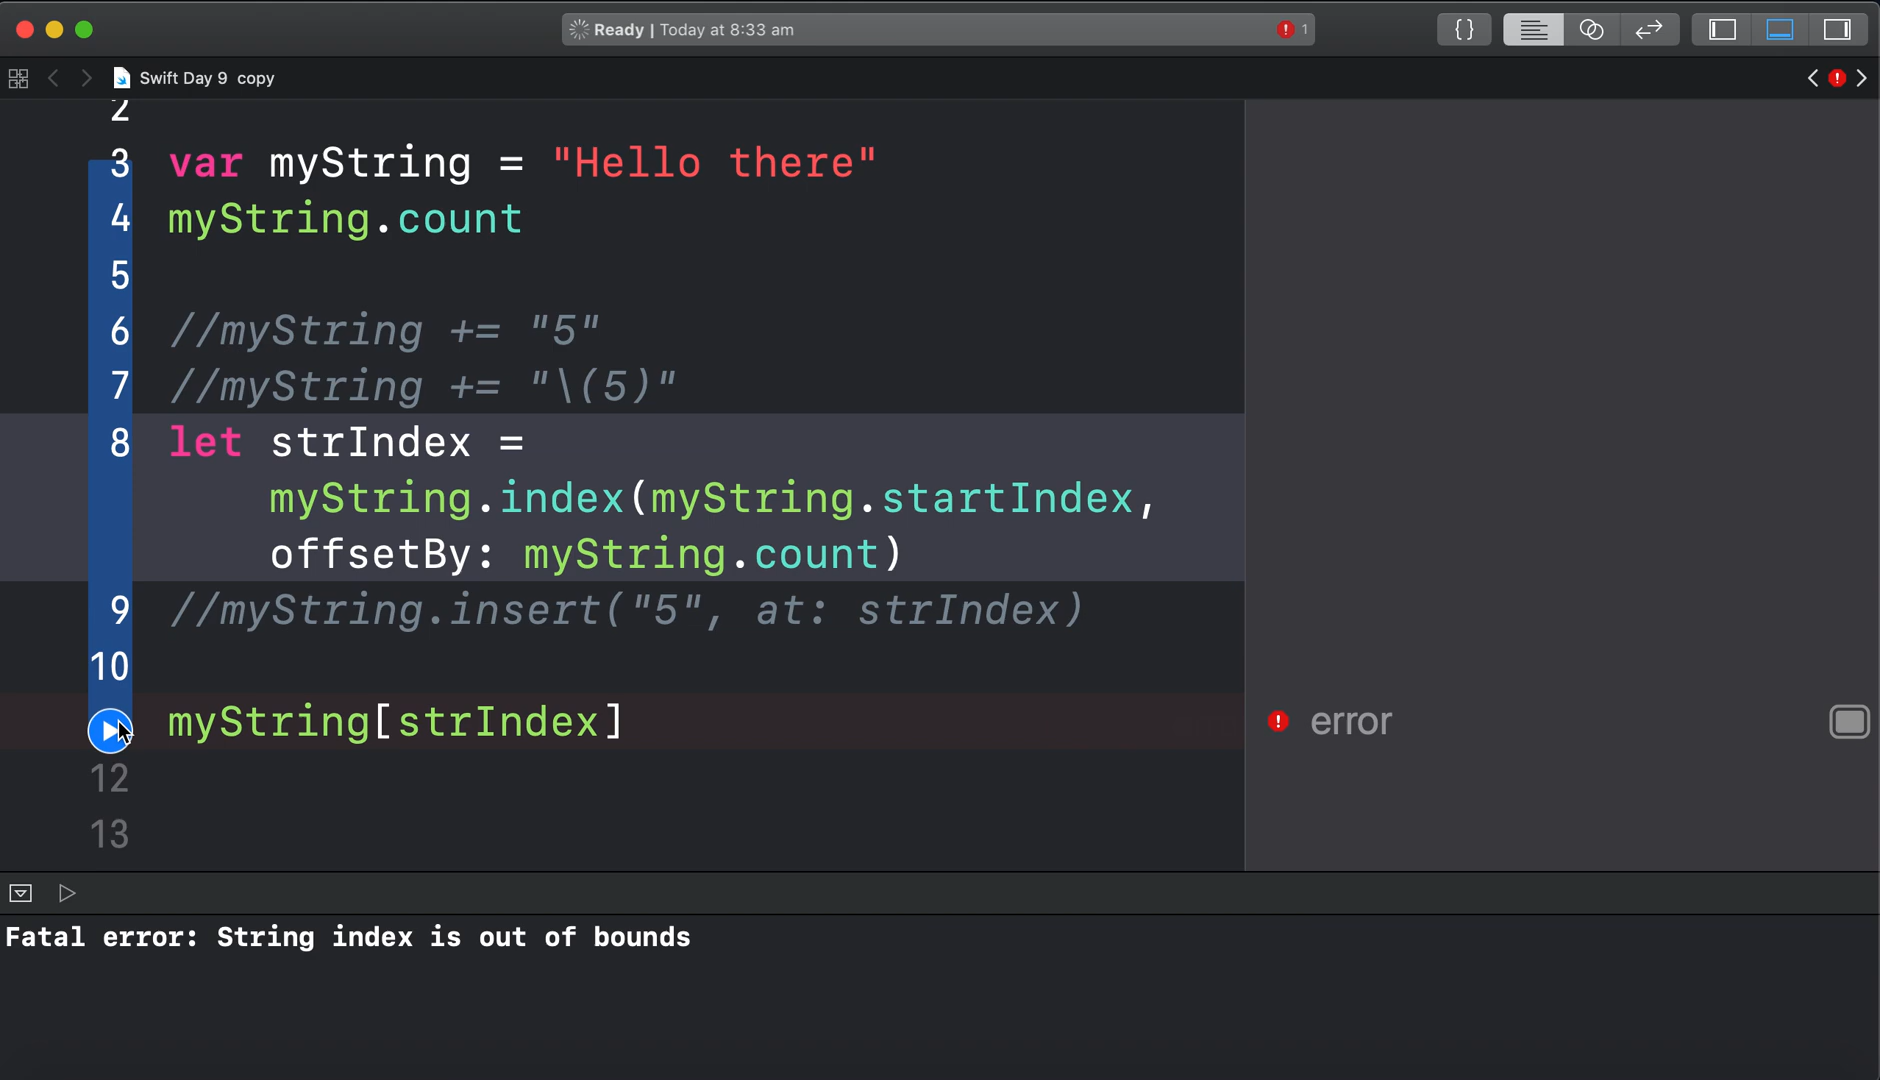 Ready | Today at 8:33 am
1
{}
Swift Day 9 copy
2
3 var myString = "Hello there"
4 myString.count
5
6 //myString += "5"
7 //myString += "\(5)"
8 let strIndex =
myString.index(myString.startIndex,
offsetBy: myString.count)
9 //myString.insert("5", at: strIndex)
10
myString[strIndex]
error
12
13
Fatal error: String index is out of bounds